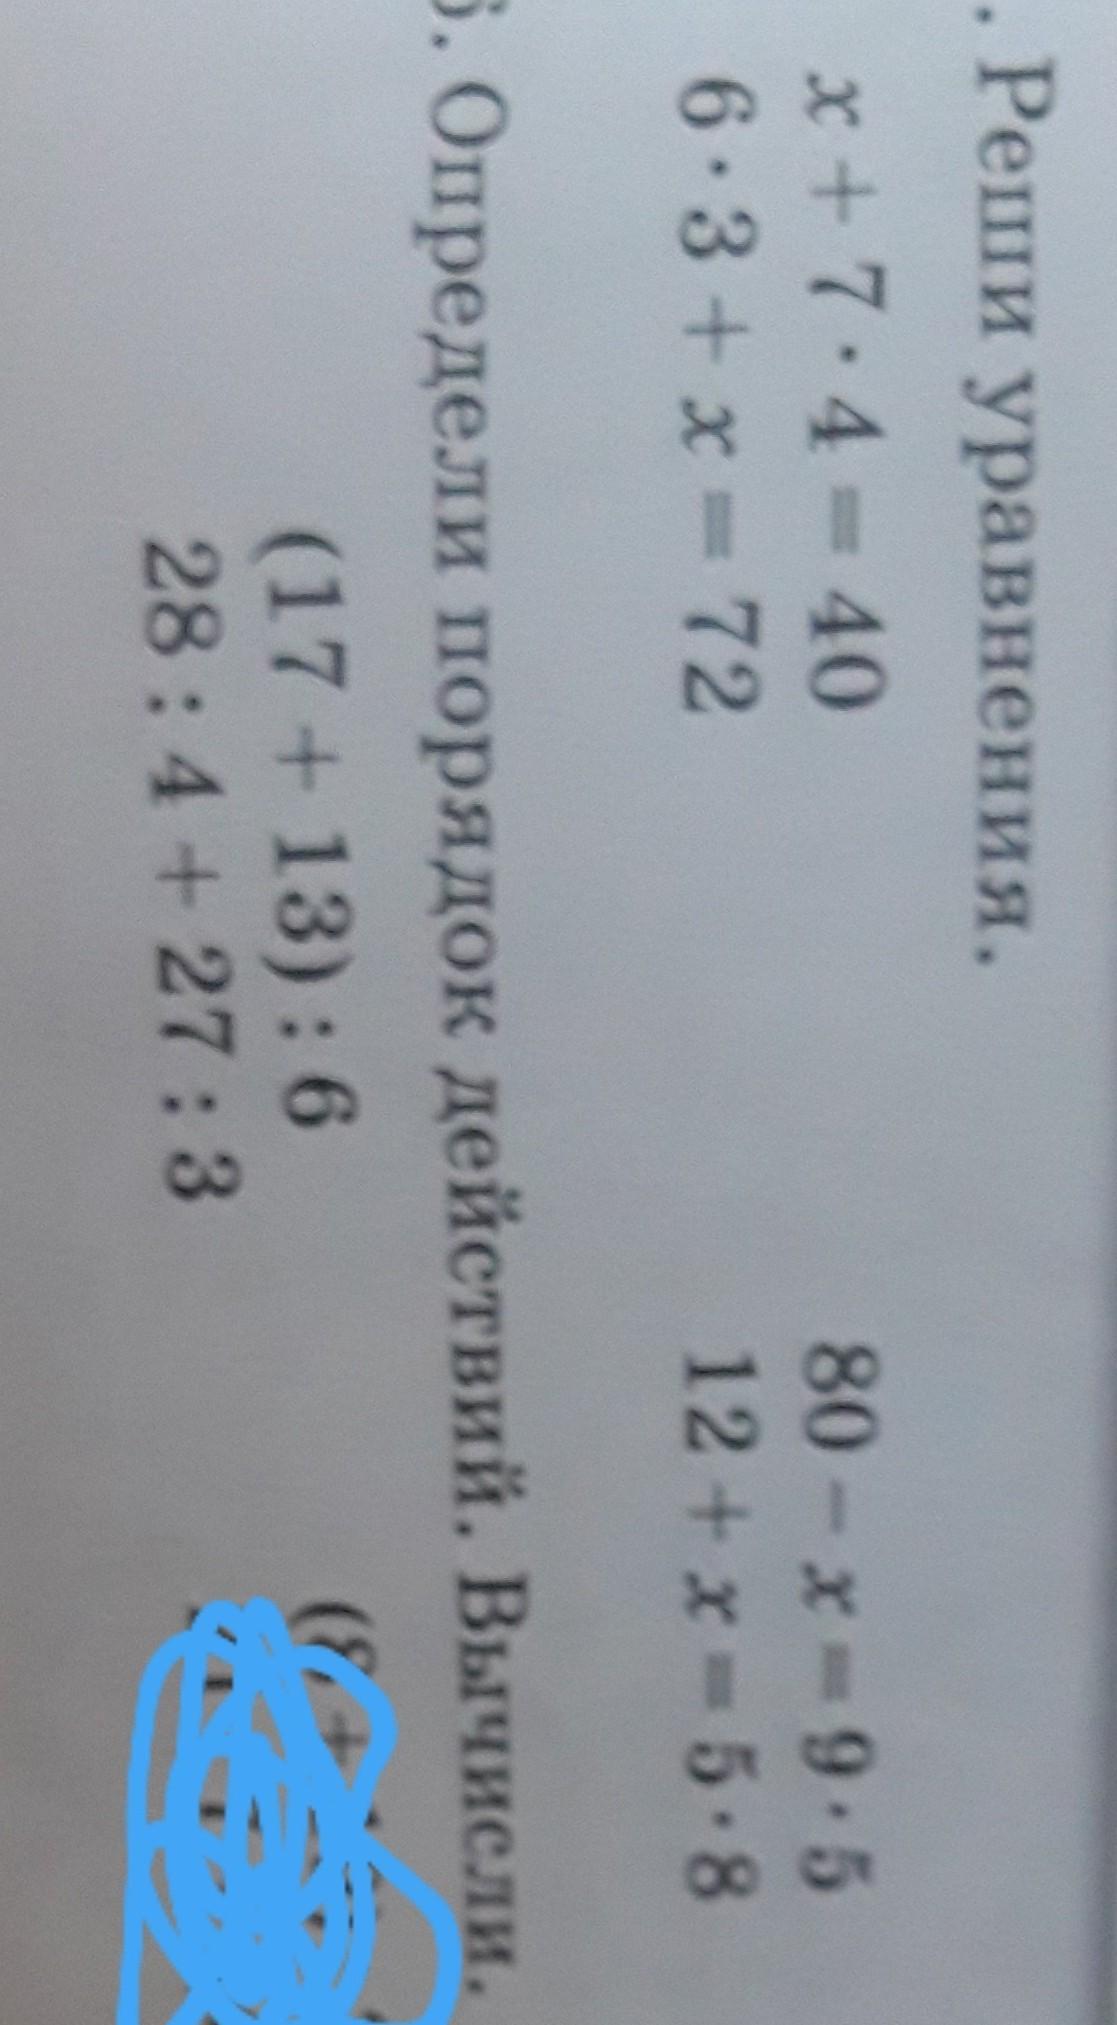 . Реши уравнения.
x + 7 · 4 = 40 80 − x = 9 · 5
6 · 3 + x = 72 12 + x = 5 · 8
. Определи порядок действий. Вычисли.
(17 + 13) : 6
28 : 4 + 27 : 3